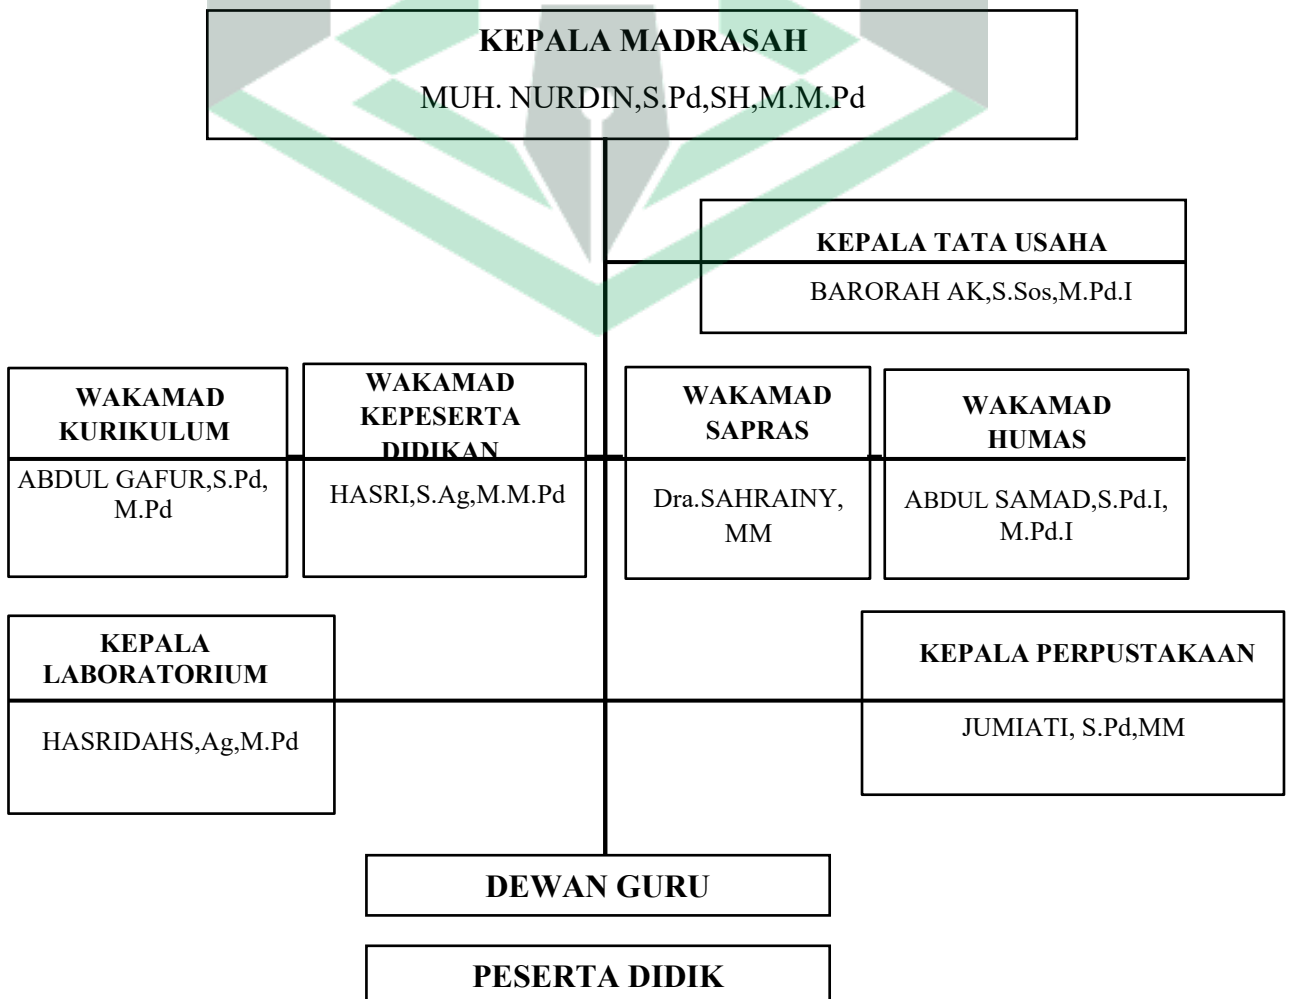 KEPALA MADRASAH
MUH. NURDIN,S.Pd,SH,M.M.Pd
KEPALA TATA USAHA
BARORAH AK,S.Sos,M.Pd.I
WAKAMAD
KURIKULUM
ABDUL GAFUR,S.Pd,
M.Pd
WAKAMAD
KEPESERTA
DIDIKAN
HASRI,S.Ag,M.M.Pd
WAKAMAD
SAPRAS
Dra.SAHRAINY,
MM
WAKAMAD
HUMAS
ABDUL SAMAD,S.Pd.I,
M.Pd.I
KEPALA
LABORATORIUM
HASRIDAHS,Ag,M.Pd
KEPALA PERPUSTAKAAN
JUMIATI, S.Pd,MM
DEWAN GURU
PESERTA DIDIK